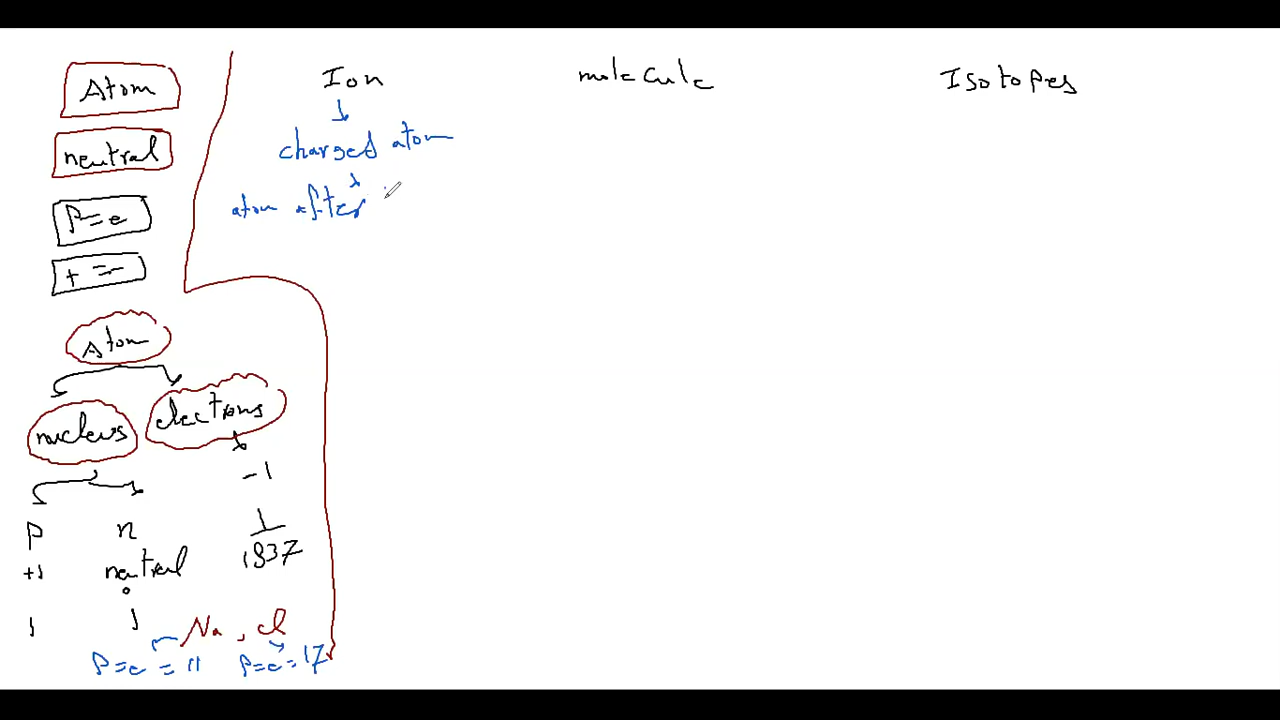 Atom
neutral
P=e
+ = -
Atom
nucleus electrons
P n -1
+1 neutral 1/1837
0
1 1
Na , cl
P=e=11 P=e=17
Ion
charged atom
atom after
molecule
Isotopes